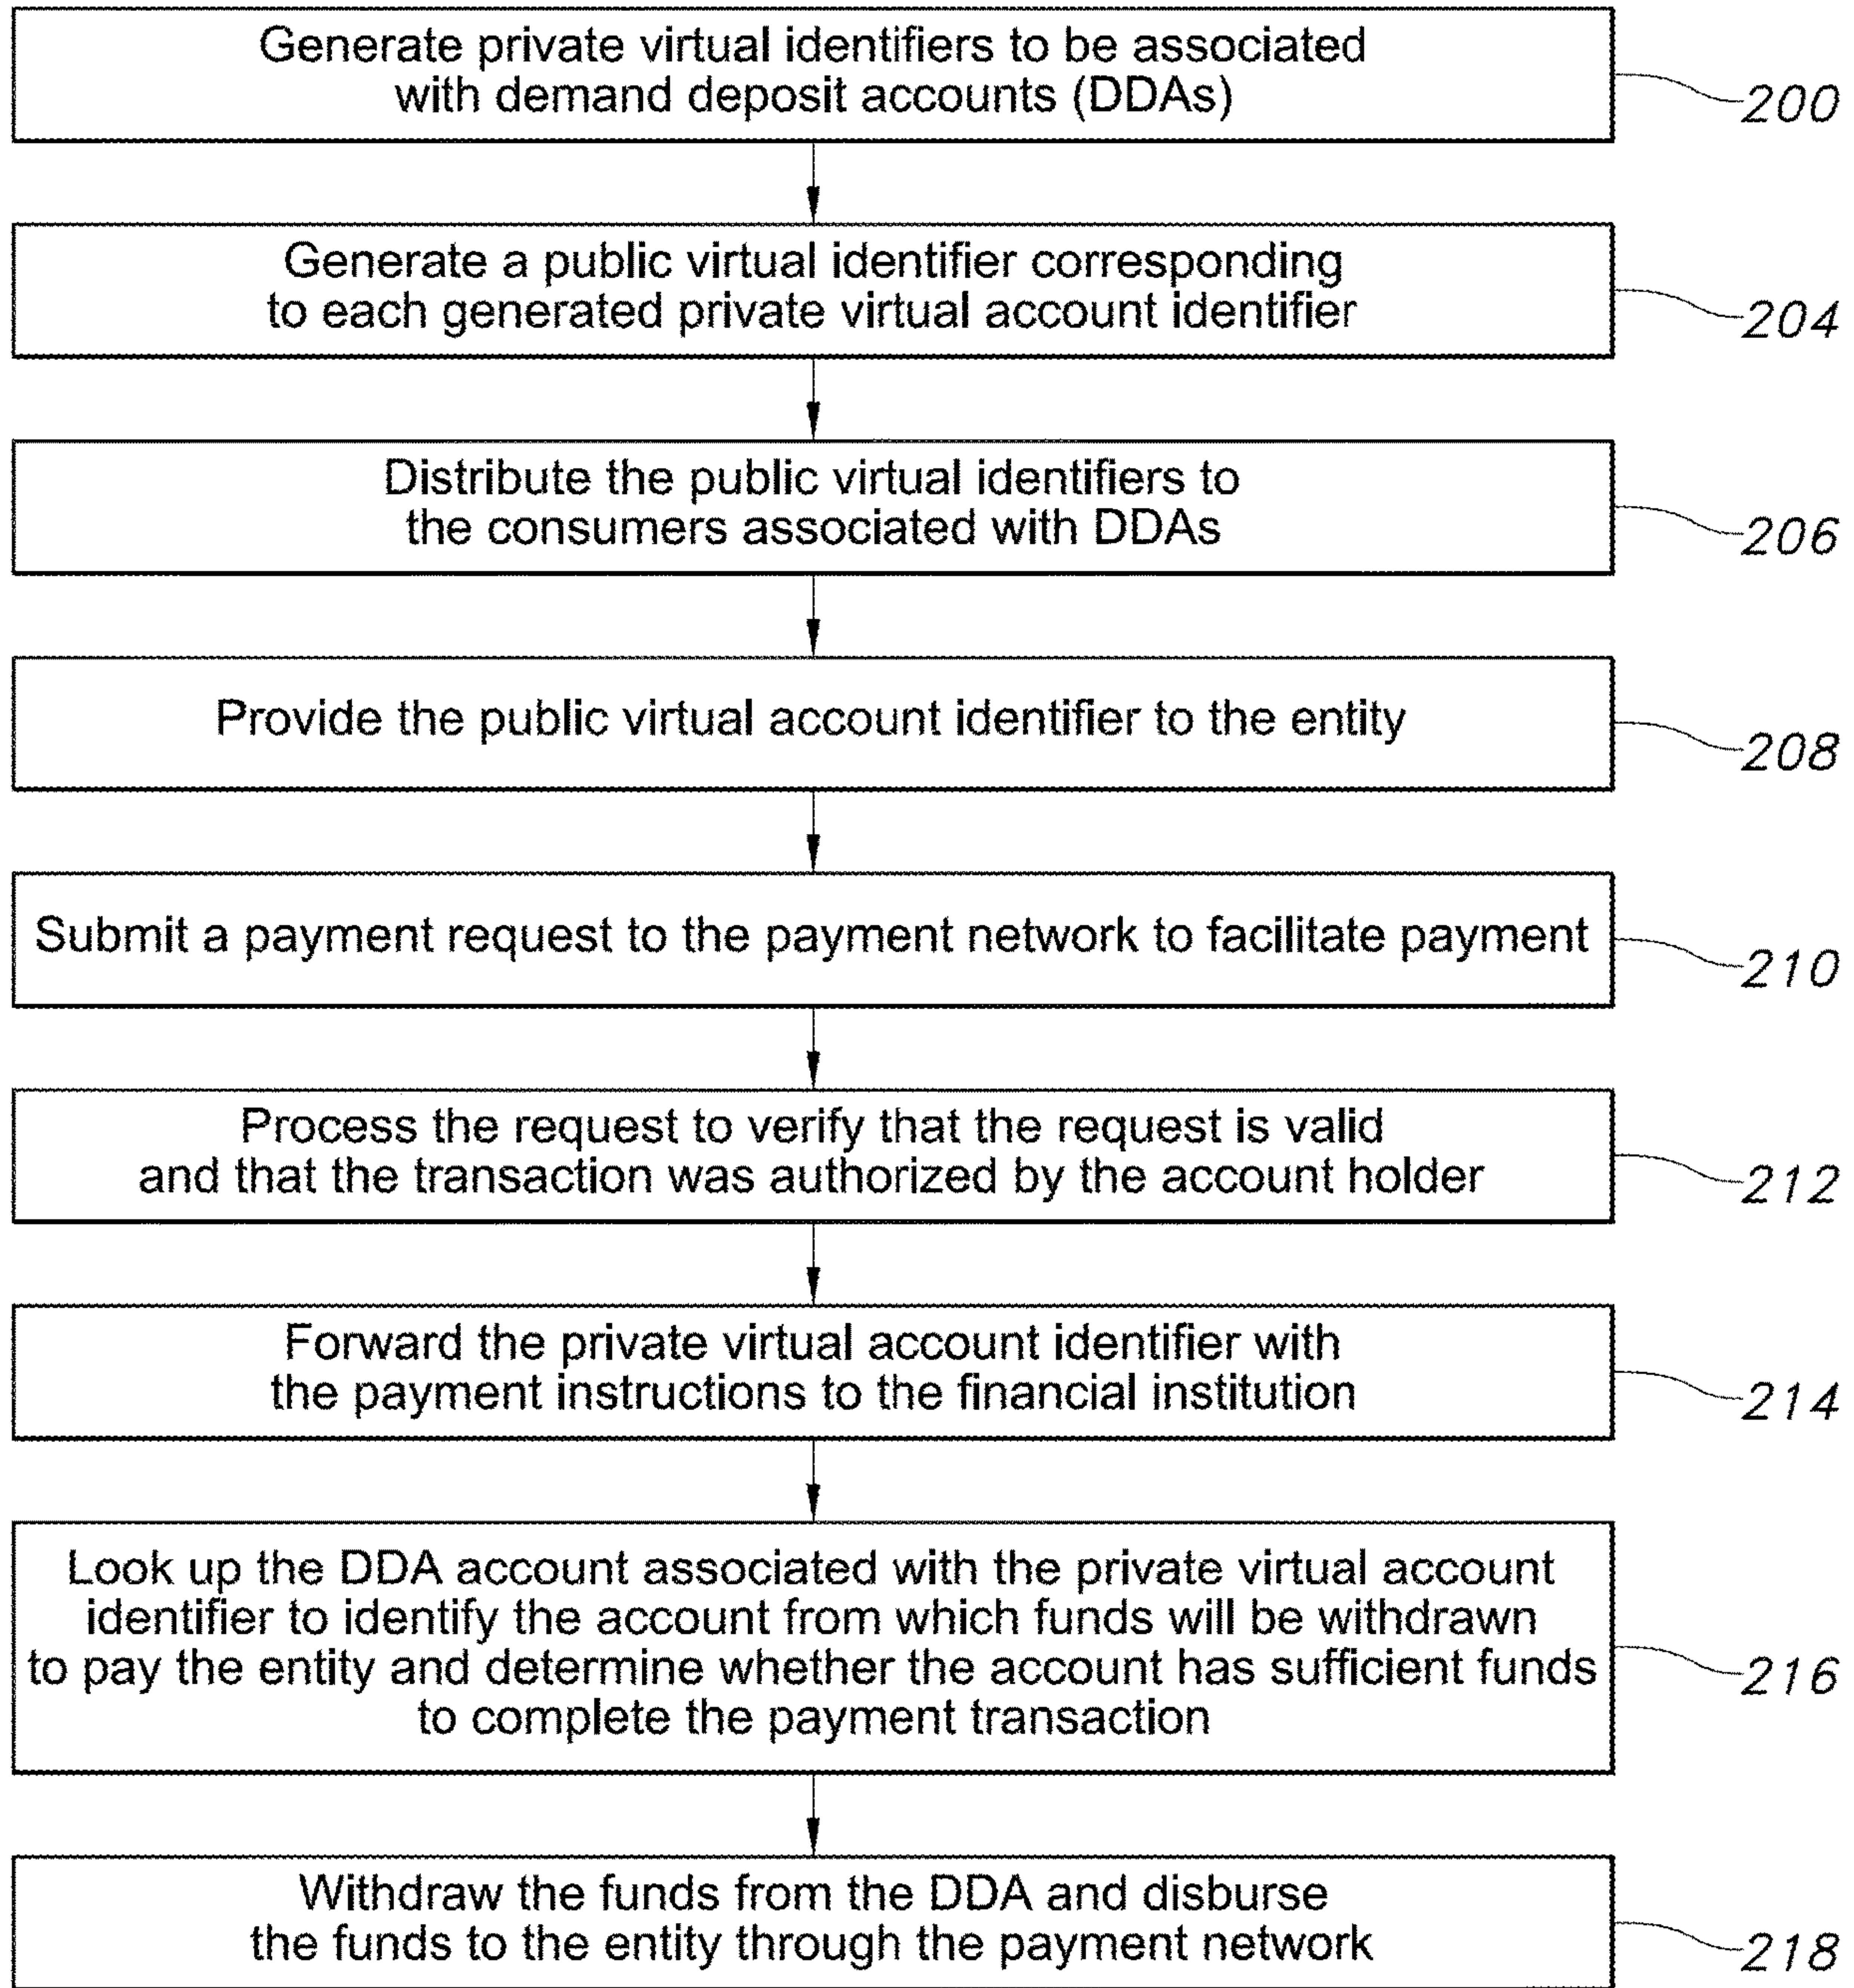 Generate private virtual identifiers to be associated
with demand deposit accounts (DDAs)
200
Generate a public virtual identifier corresponding
to each generated private virtual account identifier
204
Distribute the public virtual identifiers to
the consumers associated with DDAs
206
Provide the public virtual account identifier to the entity
208
Submit a payment request to the payment network to facilitate payment
210
Process the request to verify that the request is valid
and that the transaction was authorized by the account holder
212
Forward the private virtual account identifier with
the payment instructions to the financial institution
214
Look up the DDA account associated with the private virtual account
identifier to identify the account from which funds will be withdrawn
to pay the entity and determine whether the account has sufficient funds
to complete the payment transaction
216
Withdraw the funds from the DDA and disburse
the funds to the entity through the payment network
218